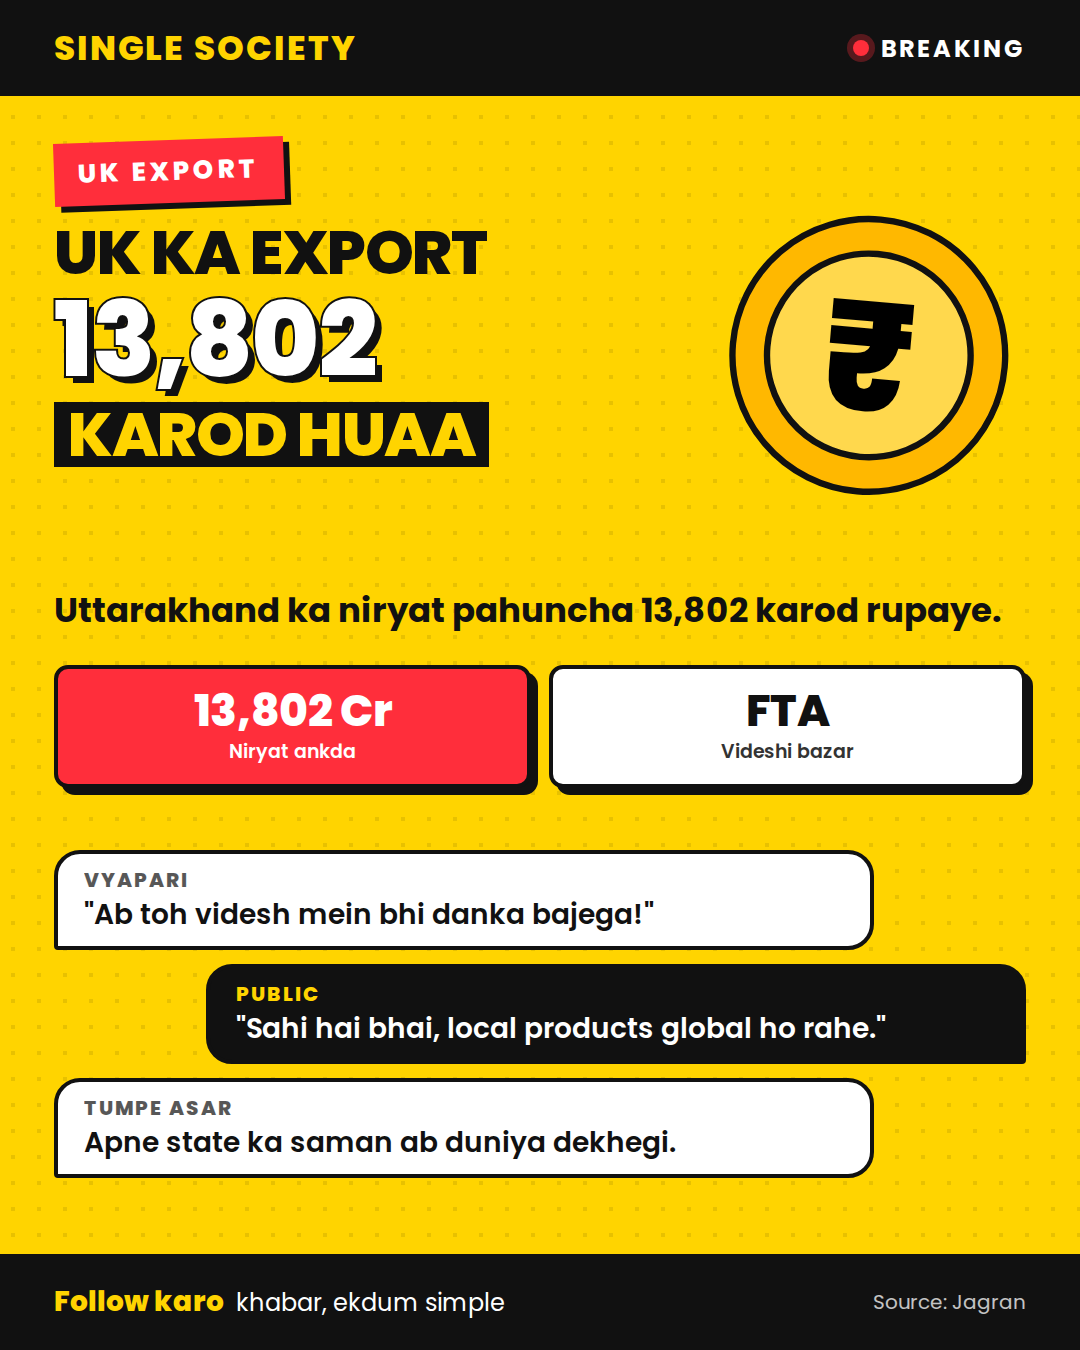 SINGLE SOCIETY
BREAKING
UK EXPORT
UK KA EXPORT
13,802
KAROD HUAA
₹
Uttarakhand ka niryat pahuncha 13,802 karod rupaye.
13,802 Cr
Niryat ankda
FTA
Videshi bazar
VYAPARI
"Ab toh videsh mein bhi danka bajega!"
PUBLIC
"Sahi hai bhai, local products global ho rahe."
TUMPE ASAR
Apne state ka saman ab duniya dekhegi.
Follow karo khabar, ekdum simple
Source: Jagran